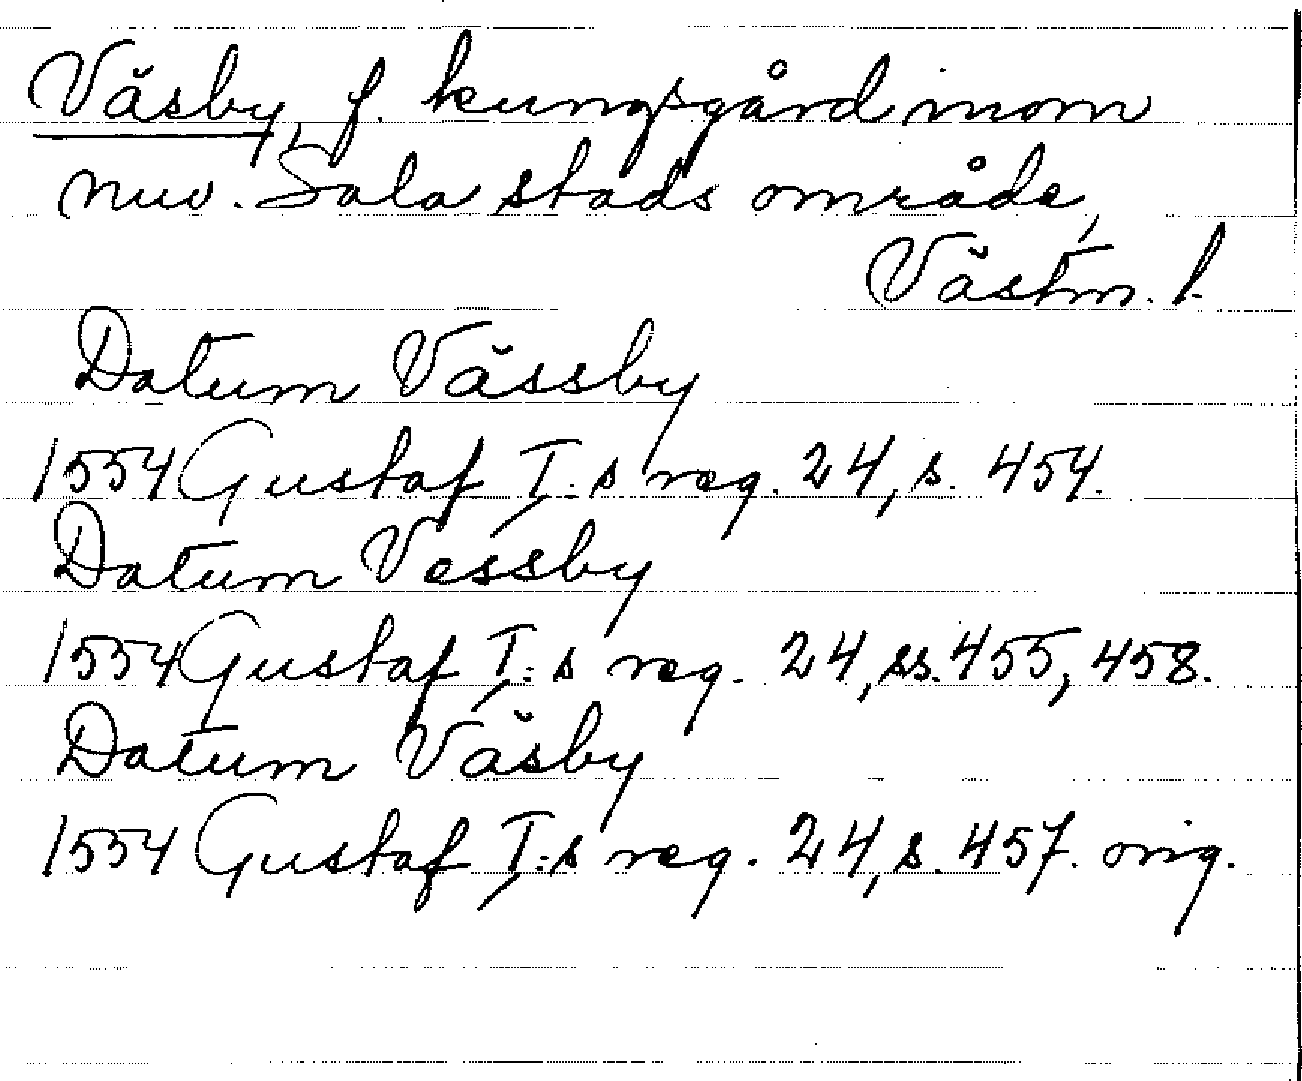 Väsby, f. kungsgård inom
nuv. Sala stads område,
Västm. l.
Datum Vässby
1554 Gustaf I:s reg. 24, s. 454.
Datum Vessby
1554 Gustaf I:s reg. 24, ss. 455, 458.
Datum Väsby
1554 Gustaf I:s reg. 24, s. 457. orig.